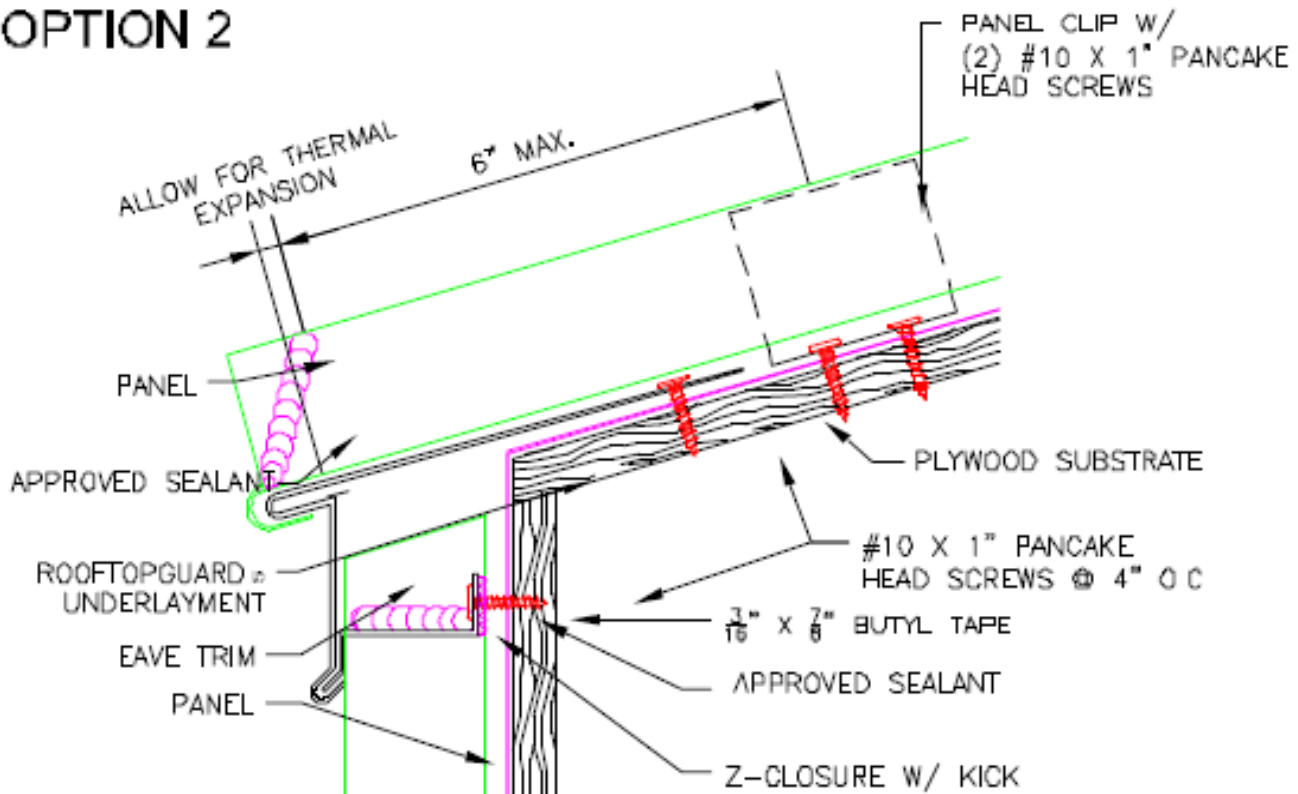 OPTION 2
PANEL CLIP W/
(2) #10 X 1" PANCAKE
HEAD SCREWS
ALLOW FOR THERMAL
EXPANSION
6" MAX.
PANEL
APPROVED SEALANT
PLYWOOD SUBSTRATE
#10 X 1" PANCAKE
HEAD SCREWS @ 4" O C
ROOFTOPGUARD
UNDERLAYMENT
3/16" X 7/8" BUTYL TAPE
EAVE TRIM
APPROVED SEALANT
PANEL
Z-CLOSURE W/ KICK